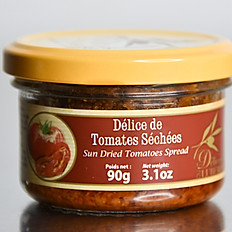 Délice de
Tomates Séchées
Sun Dried Tomatoes Spread
Poids net : Net weight:
90g 3.1oz